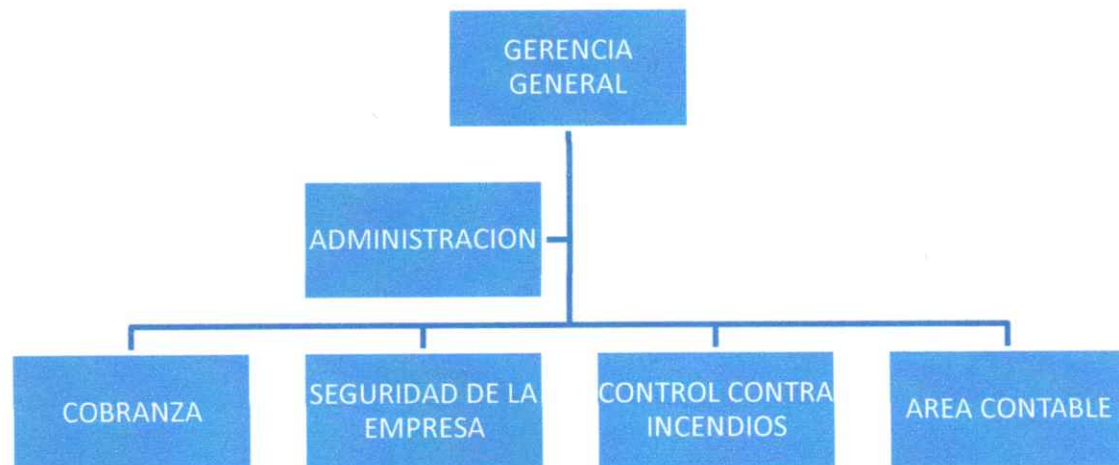 GERENCIA
GENERAL
ADMINISTRACION
COBRANZA
SEGURIDAD DE LA
EMPRESA
CONTROL CONTRA
INCENDIOS
AREA CONTABLE